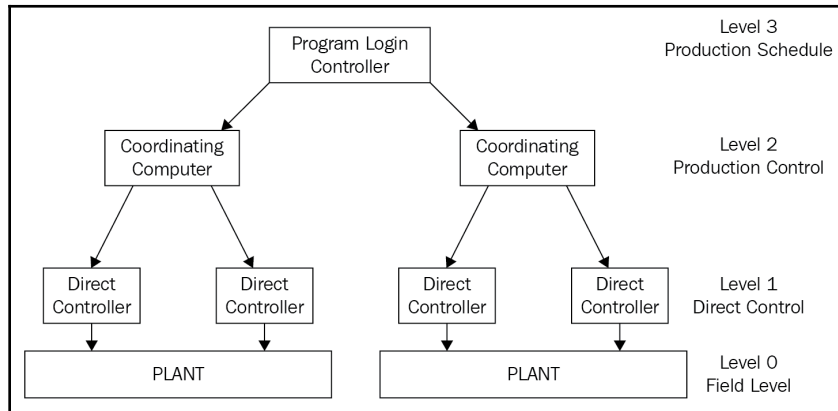 Program Login
Controller
Level 3
Production Schedule
Coordinating
Computer
Coordinating
Computer
Level 2
Production Control
Direct
Controller
Direct
Controller
Direct
Controller
Direct
Controller
Level 1
Direct Control
PLANT
PLANT
Level 0
Field Level